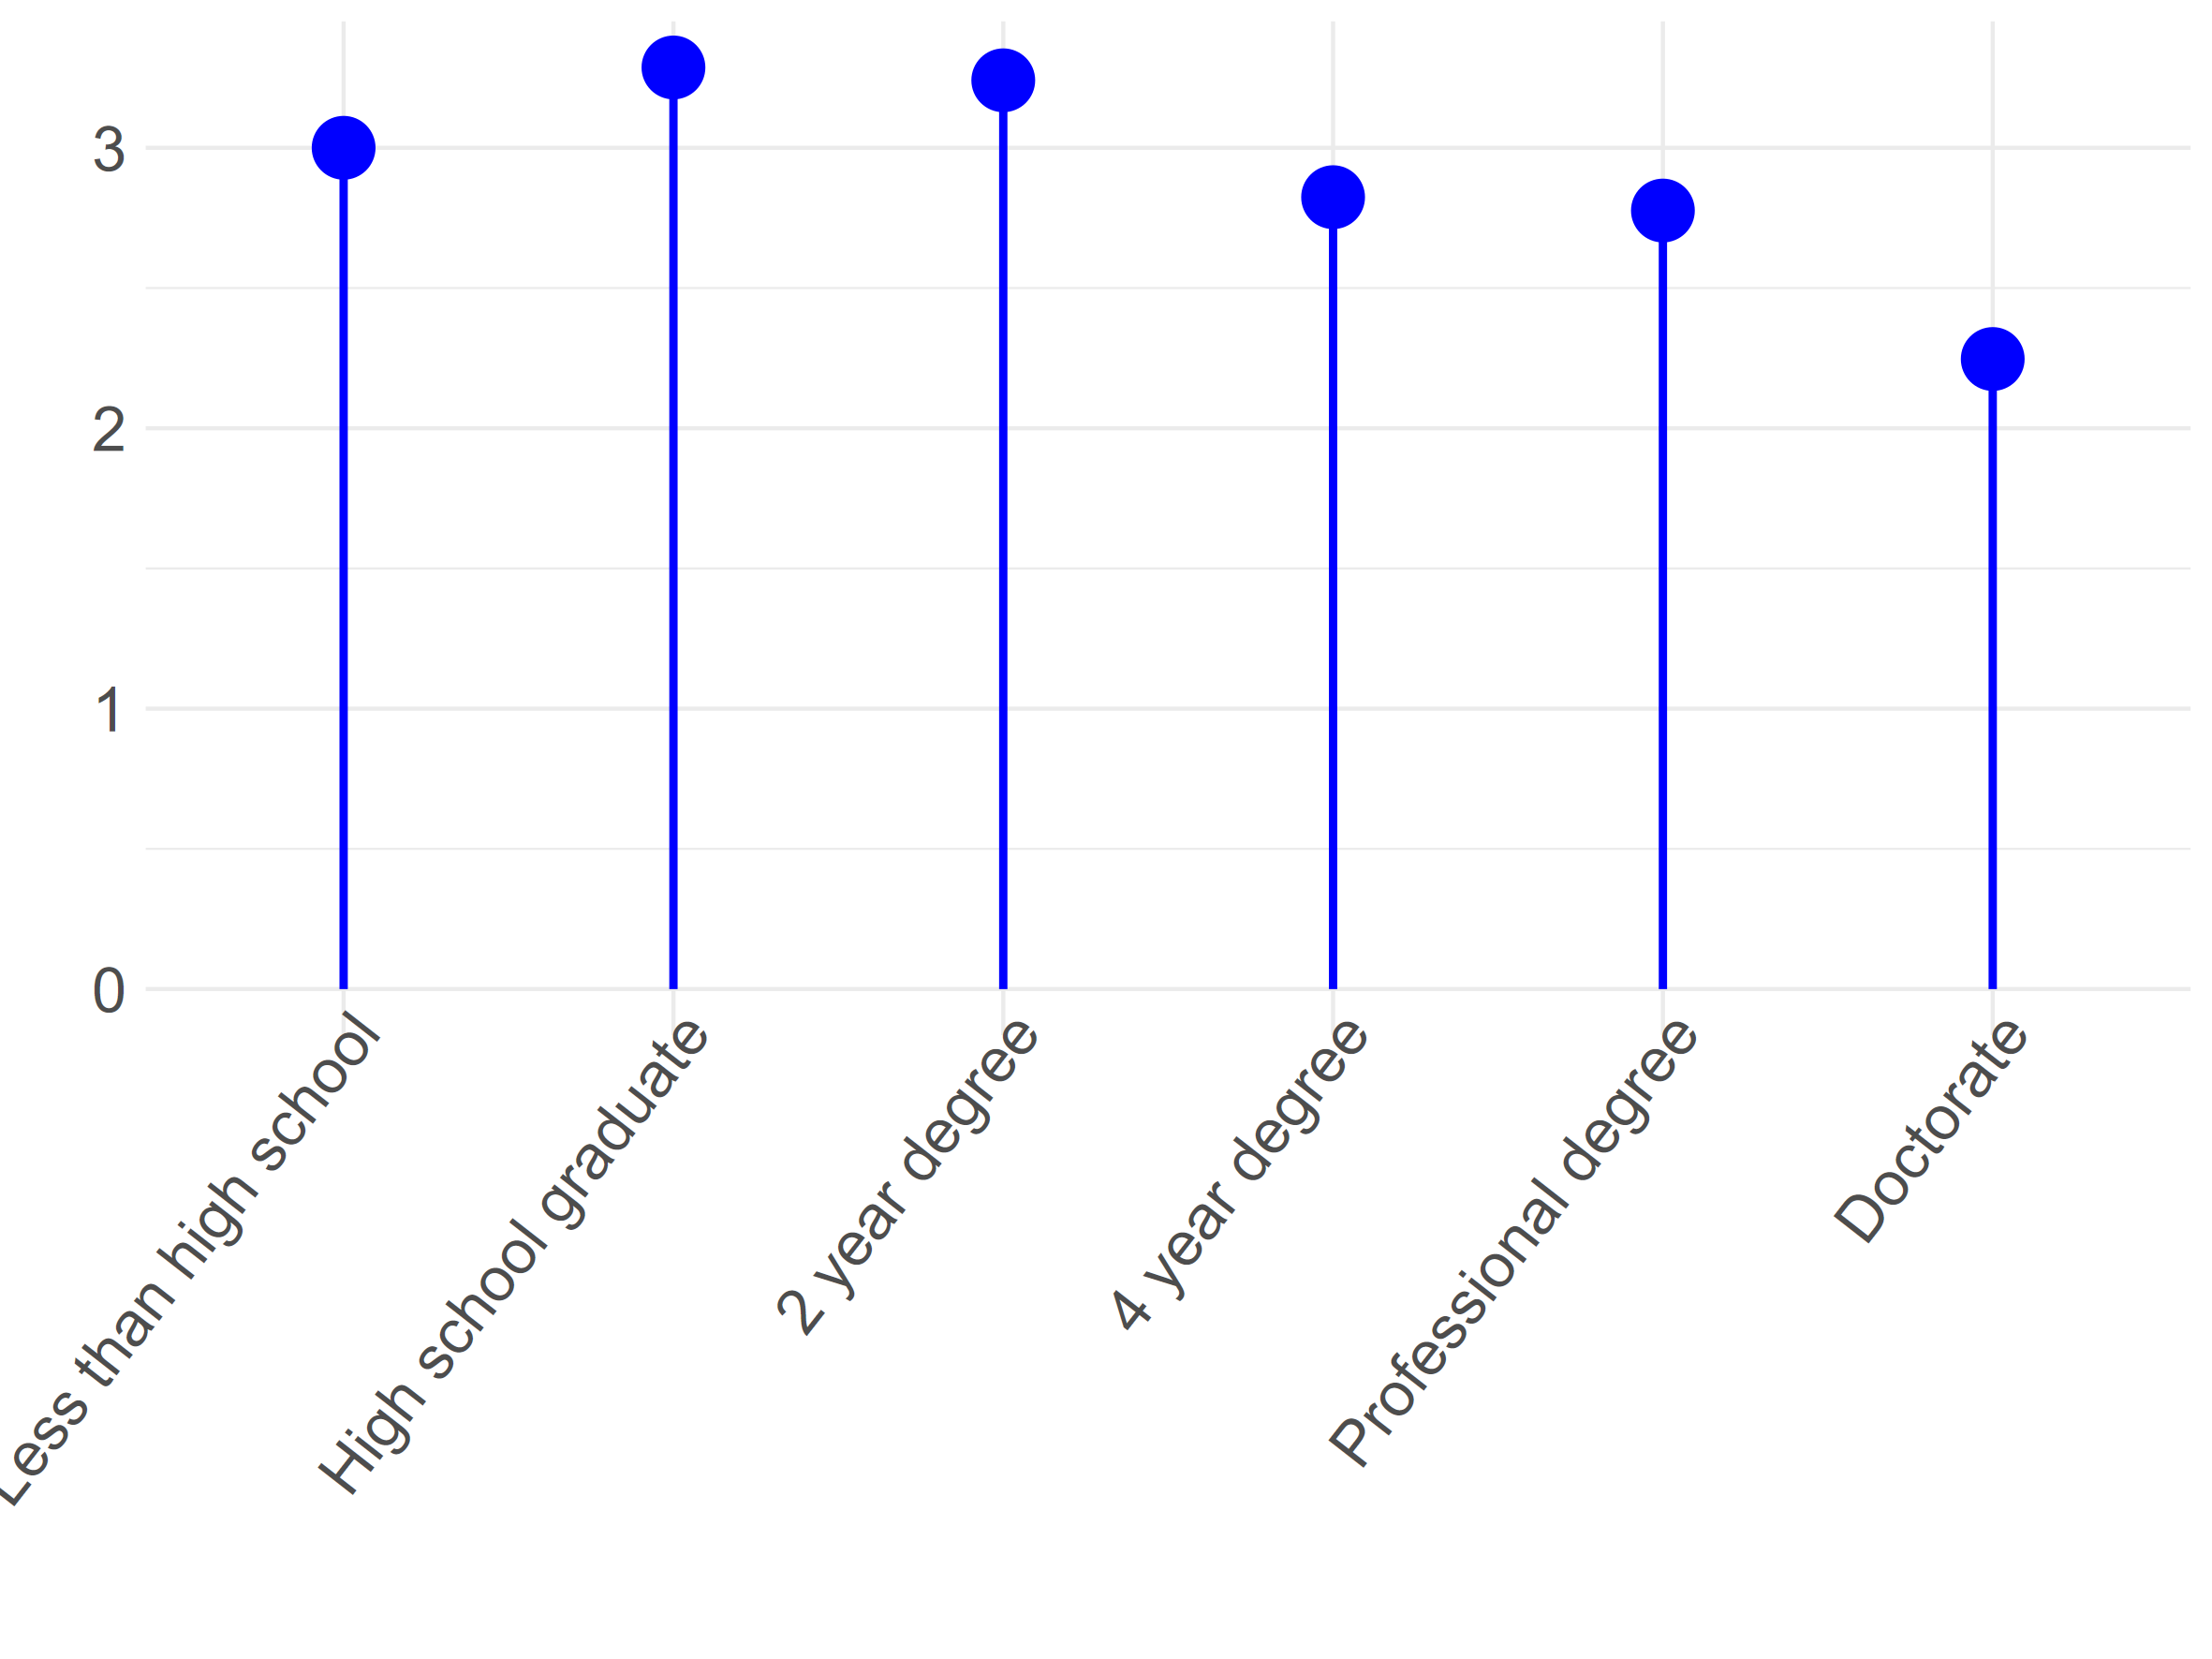 3
2
1
0
Less than high school
High school graduate
2 year degree
4 year degree
Professional degree
Doctorate